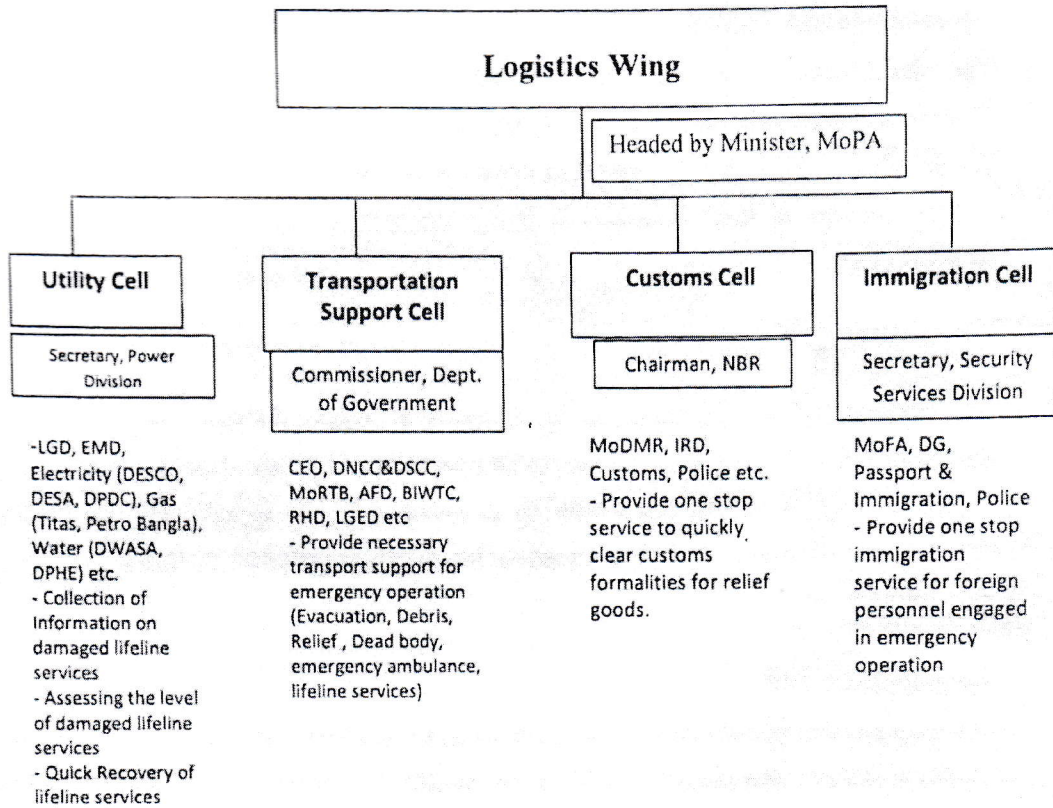 Logistics Wing
Headed by Minister, MoPA
Utility Cell
Secretary, Power
Division
-LGD, EMD,
Electricity (DESCO,
DESA, DPDC), Gas
(Titas, Petro Bangla),
Water (DWASA,
DPHE) etc.
- Collection of
Information on
damaged lifeline
services
- Assessing the level
of damaged lifeline
services
- Quick Recovery of
lifeline services
Transportation
Support Cell
Commissioner, Dept.
of Government
CEO, DNCC&DSCC,
MoRTB, AFD, BIWTC,
RHD, LGED etc
- Provide necessary
transport support for
emergency operation
(Evacuation, Debris,
Relief , Dead body,
emergency ambulance,
lifeline services)
Customs Cell
Chairman, NBR
MoDMR, IRD,
Customs, Police etc.
- Provide one stop
service to quickly
clear customs
formalities for relief
goods.
Immigration Cell
Secretary, Security
Services Division
MoFA, DG,
Passport &
Immigration, Police
- Provide one stop
immigration
service for foreign
personnel engaged
in emergency
operation